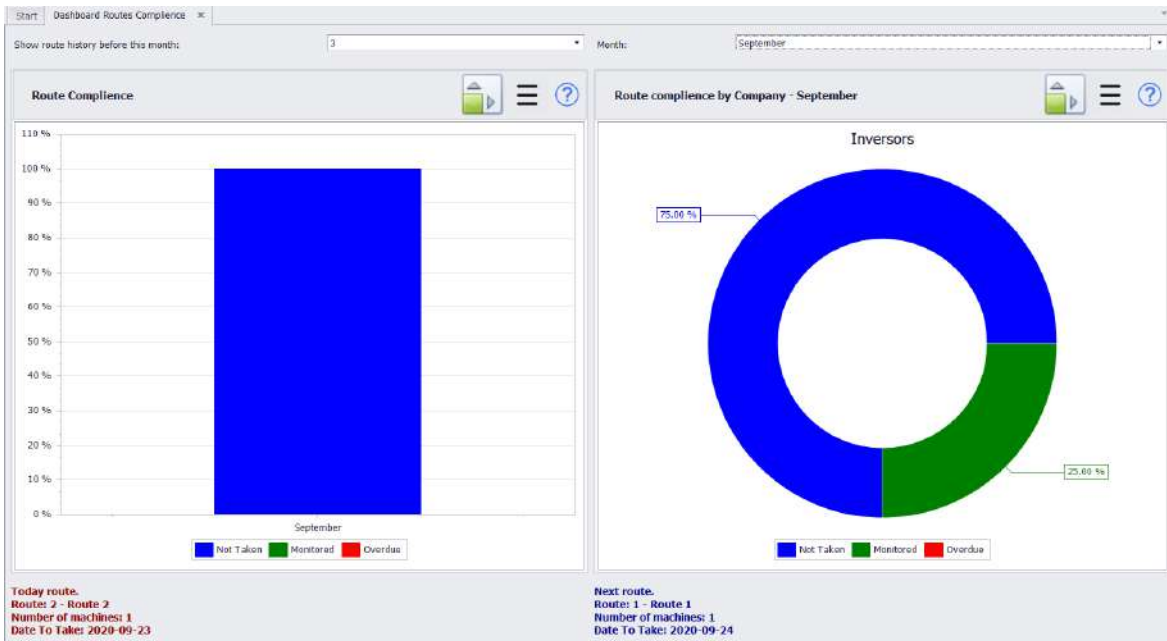 Start Dashboard Routes Complience ×
Show route history before this month: 3 Month: September
Route Complience
?
Route complience by Company - September
?
110 %
100 %
90 %
80 %
70 %
60 %
50 %
40 %
30 %
20 %
10 %
0 %
September
Not Taken Monitored Overdue
Inversors
75.00 %
25.00 %
Not Taken Monitored Overdue
Today route.
Route: 2 - Route 2
Number of machines: 1
Date To Take: 2020-09-23
Next route.
Route: 1 - Route 1
Number of machines: 1
Date To Take: 2020-09-24